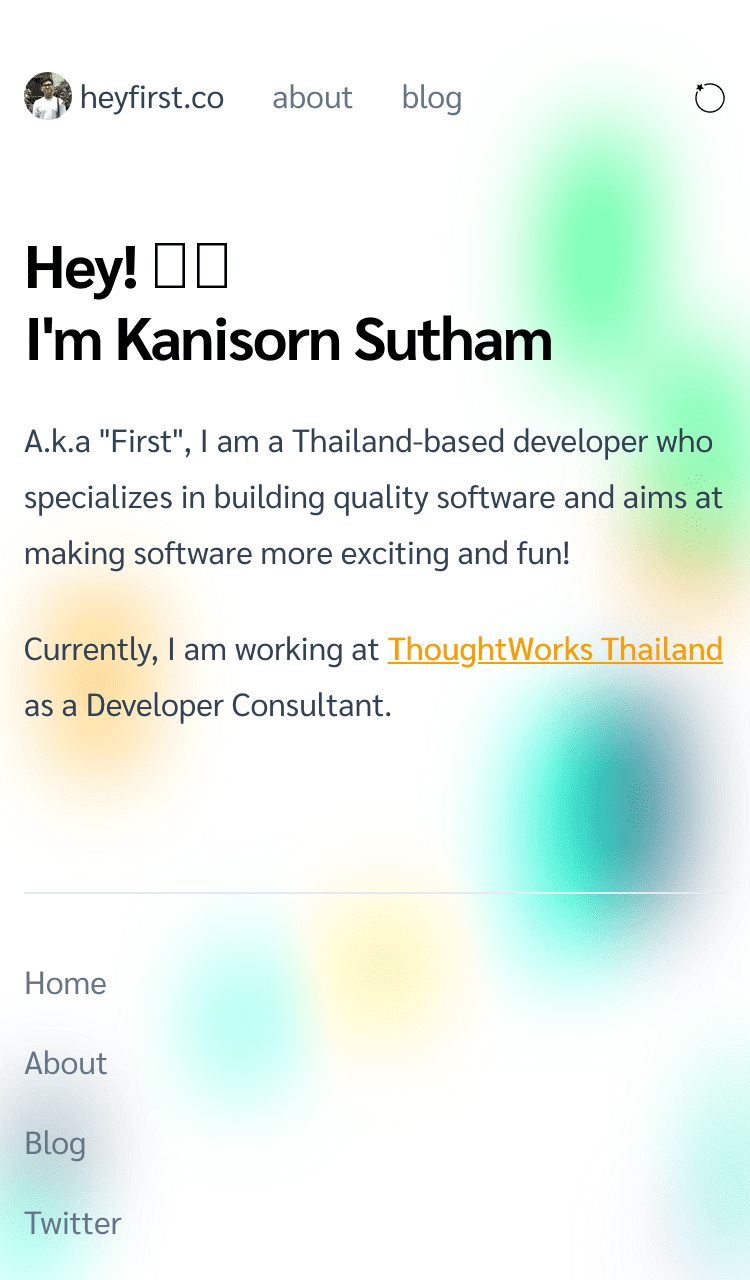 heyfirst.co about blog
Hey!
I'm Kanisorn Sutham
A.k.a "First", I am a Thailand-based developer who
specializes in building quality software and aims at
making software more exciting and fun!
Currently, I am working at ThoughtWorks Thailand
as a Developer Consultant.
Home
About
Blog
Twitter